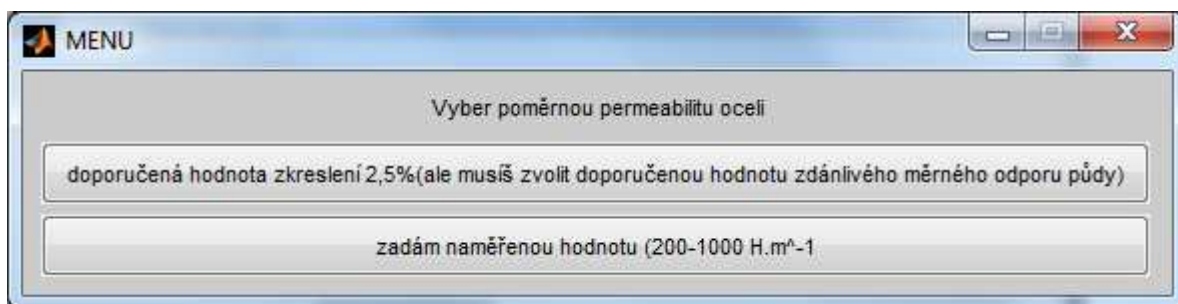 MENU
Vyber poměrnou permeabilitu oceli
doporučená hodnota zkreslení 2,5%(ale musíš zvolit doporučenou hodnotu zdánlivého měrného odporu půdy)
zadám naměřenou hodnotu (200-1000 H.m^-1